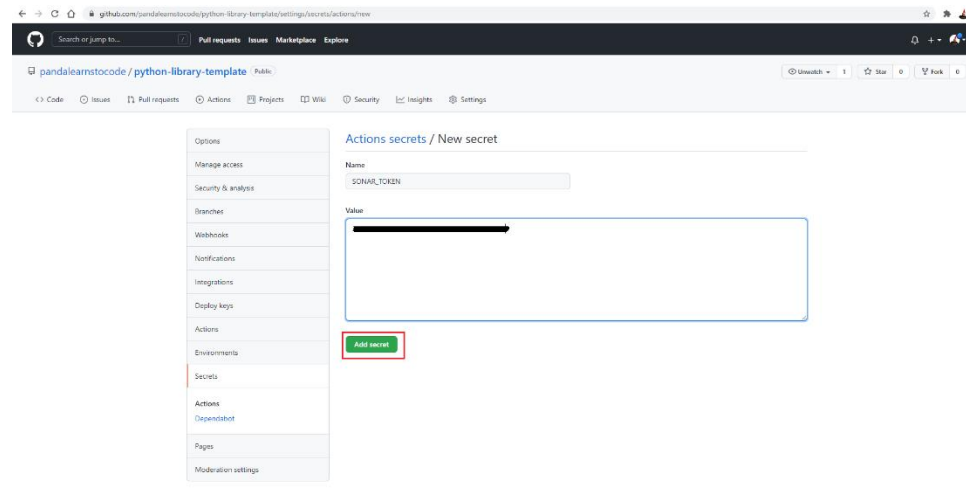 github.com/pandalearnstocode/python-library-template/settings/secrets/actions/new
Search or jump to... / Pull requests Issues Marketplace Explore
pandalearnstocode / python-library-template Public Unwatch 1 Star 0 Fork 0
Code Issues Pull requests Actions Projects Wiki Security Insights Settings
Options
Manage access
Security & analysis
Branches
Webhooks
Notifications
Integrations
Deploy keys
Actions
Environments
Secrets
Actions
Dependabot
Pages
Moderation settings
Actions secrets / New secret
Name
SONAR_TOKEN
Value
Add secret